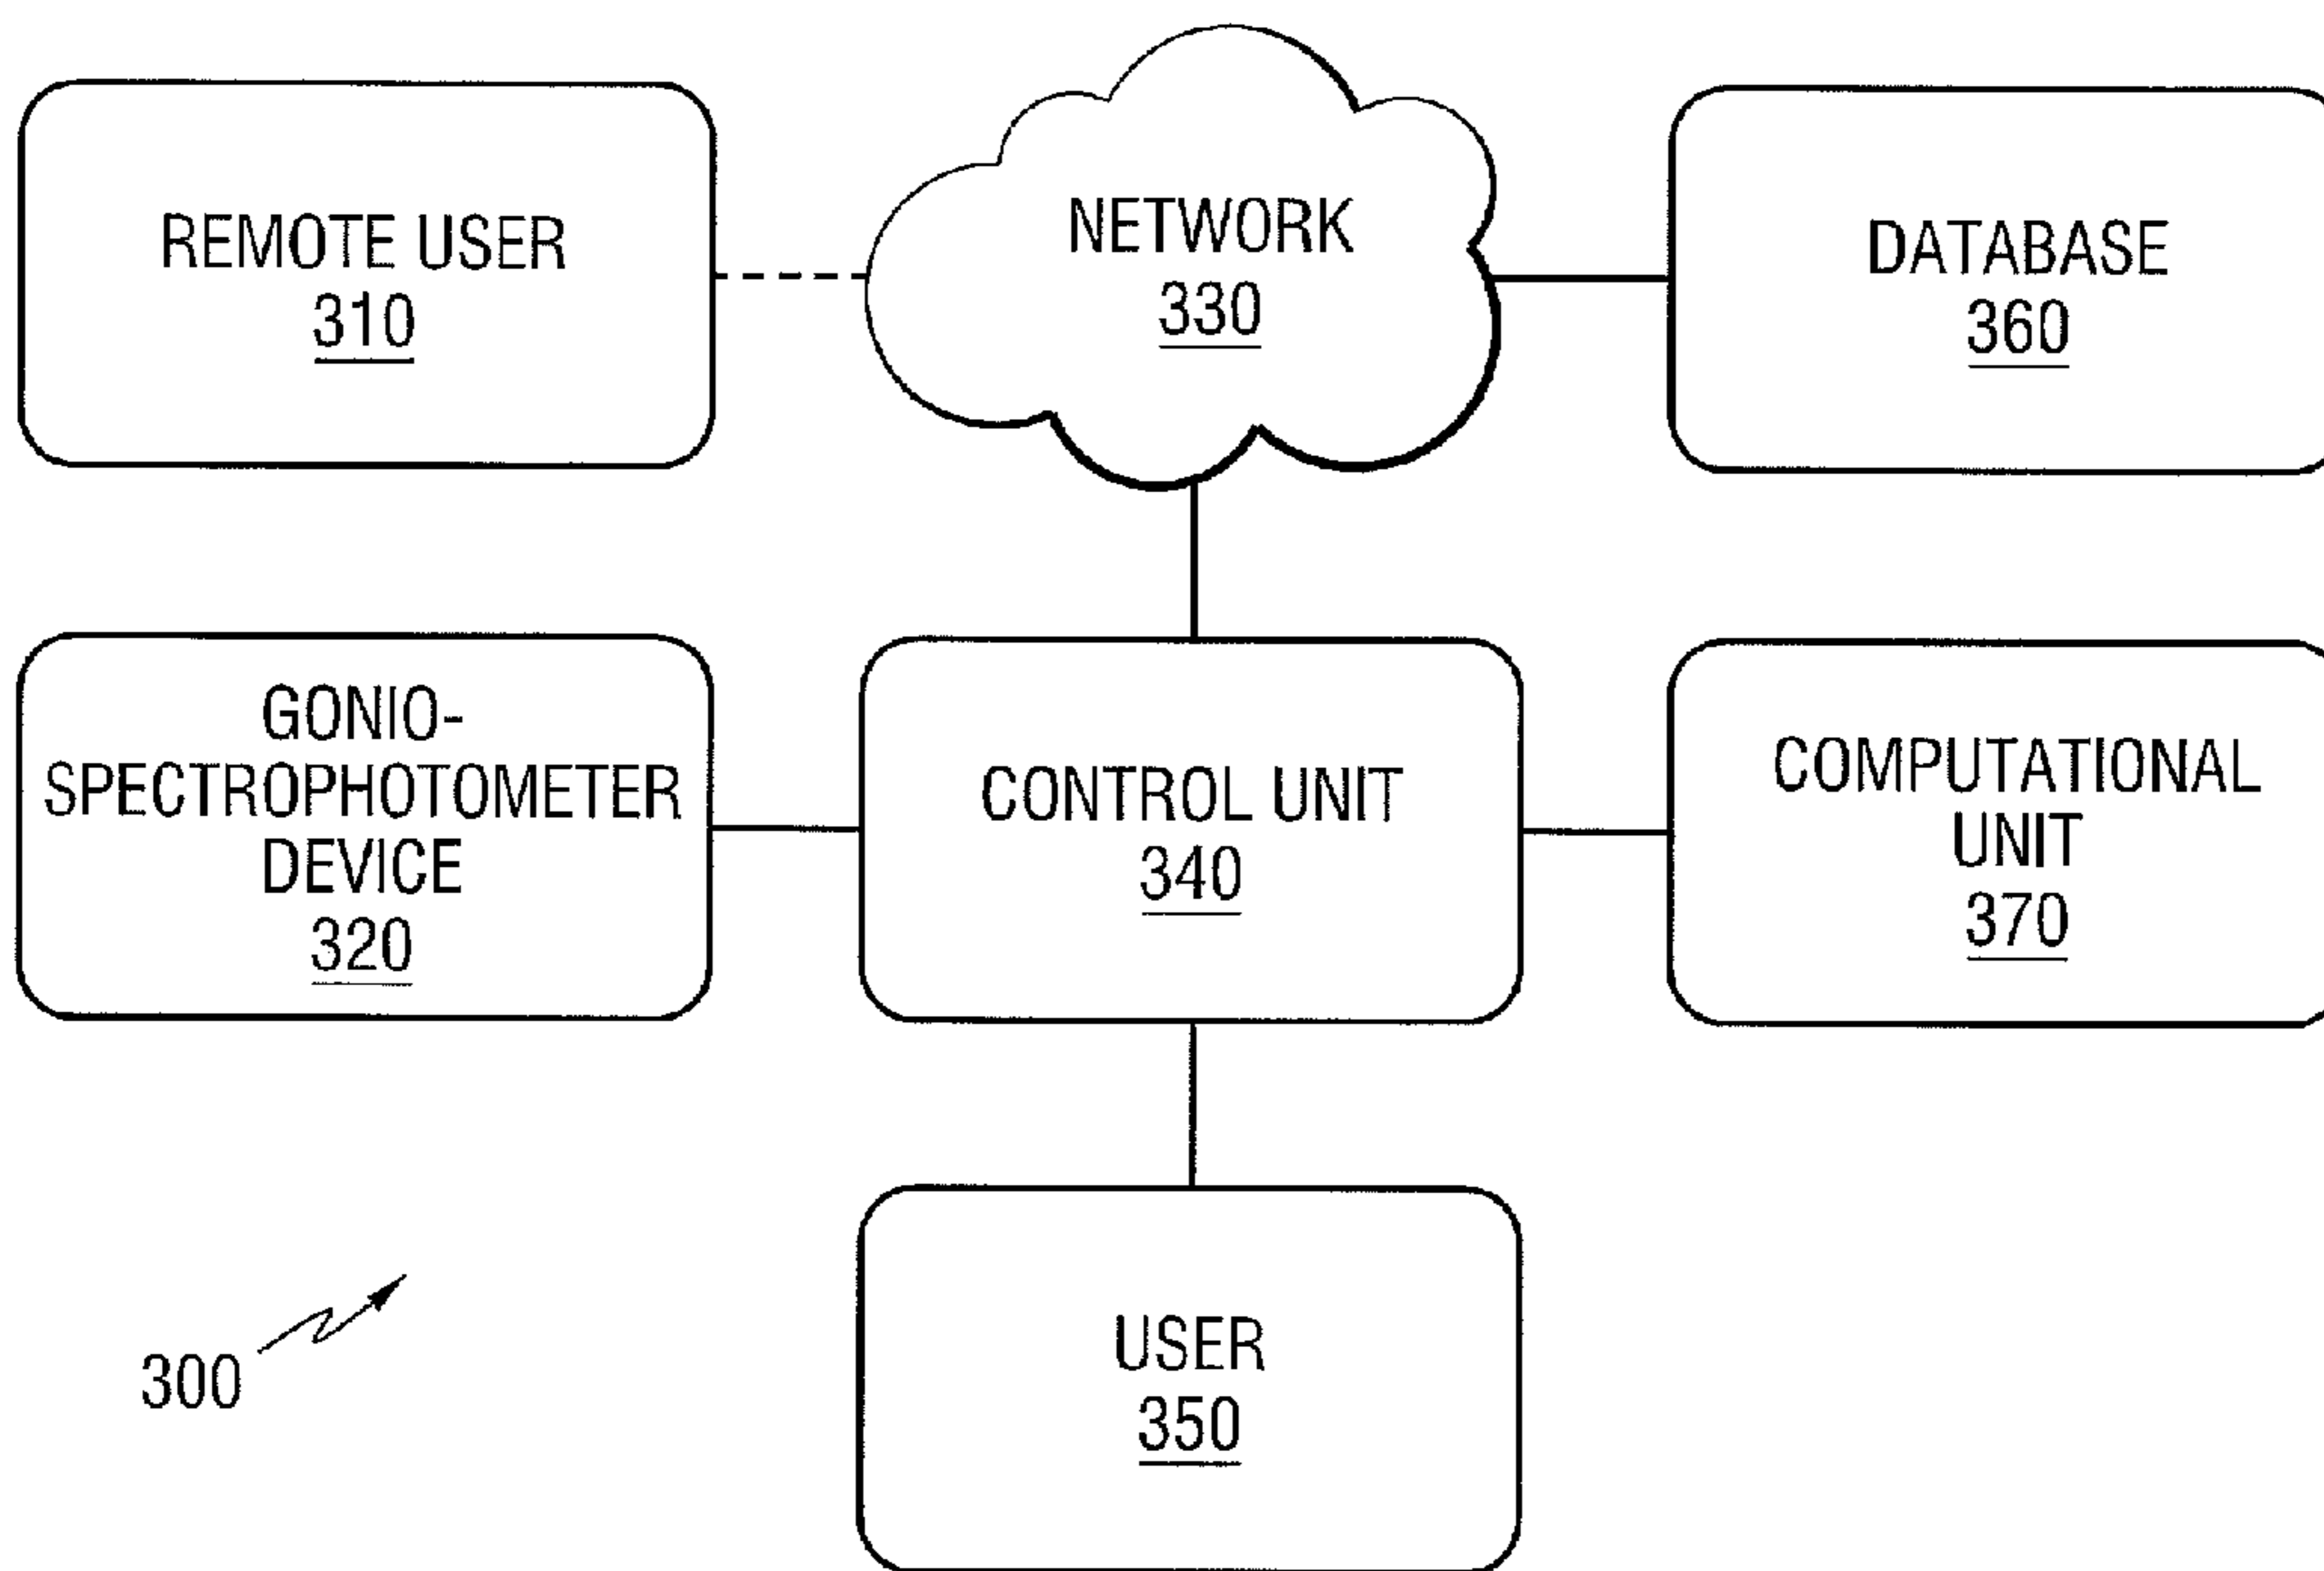 REMOTE USER
310
NETWORK
330
DATABASE
360
GONIO-
SPECTROPHOTOMETER
DEVICE
320
CONTROL UNIT
340
COMPUTATIONAL
UNIT
370
USER
350
300